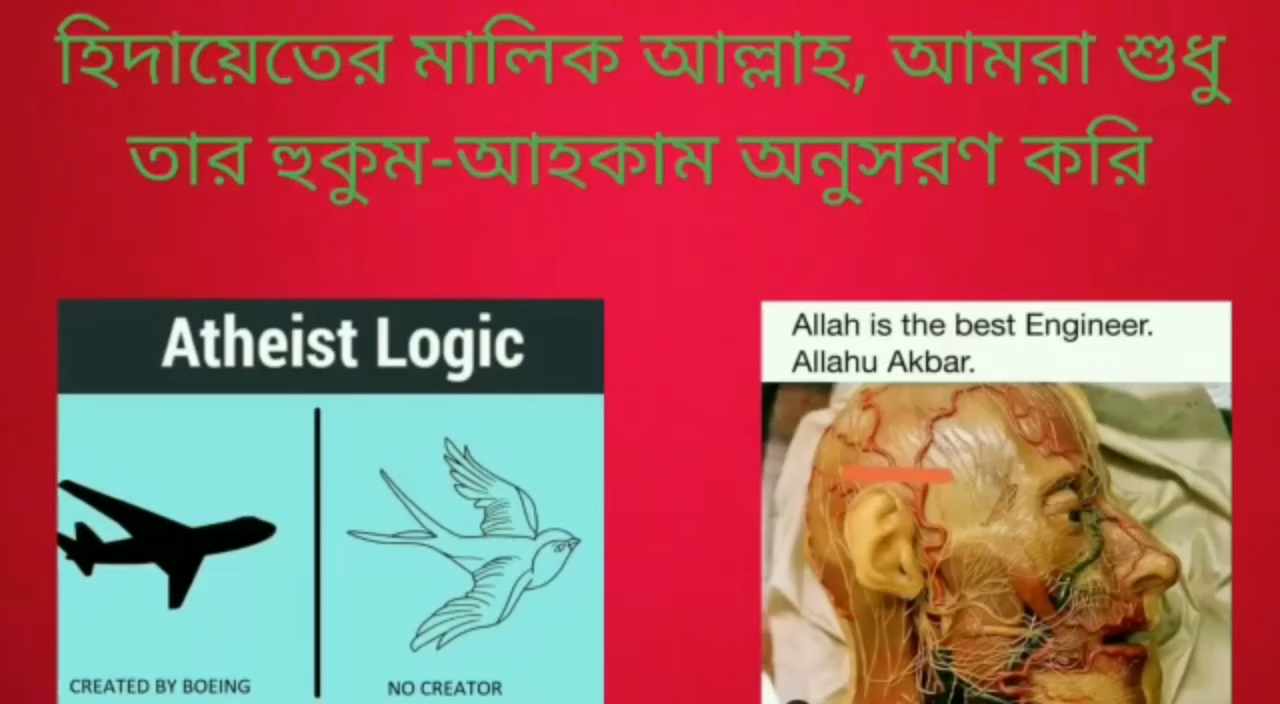 হিদায়েতের মালিক আল্লাহ, আমরা শুধু
তার হুকুম-আহকাম অনুসরণ করি
Atheist Logic
CREATED BY BOEING
NO CREATOR
Allah is the best Engineer.
Allahu Akbar.